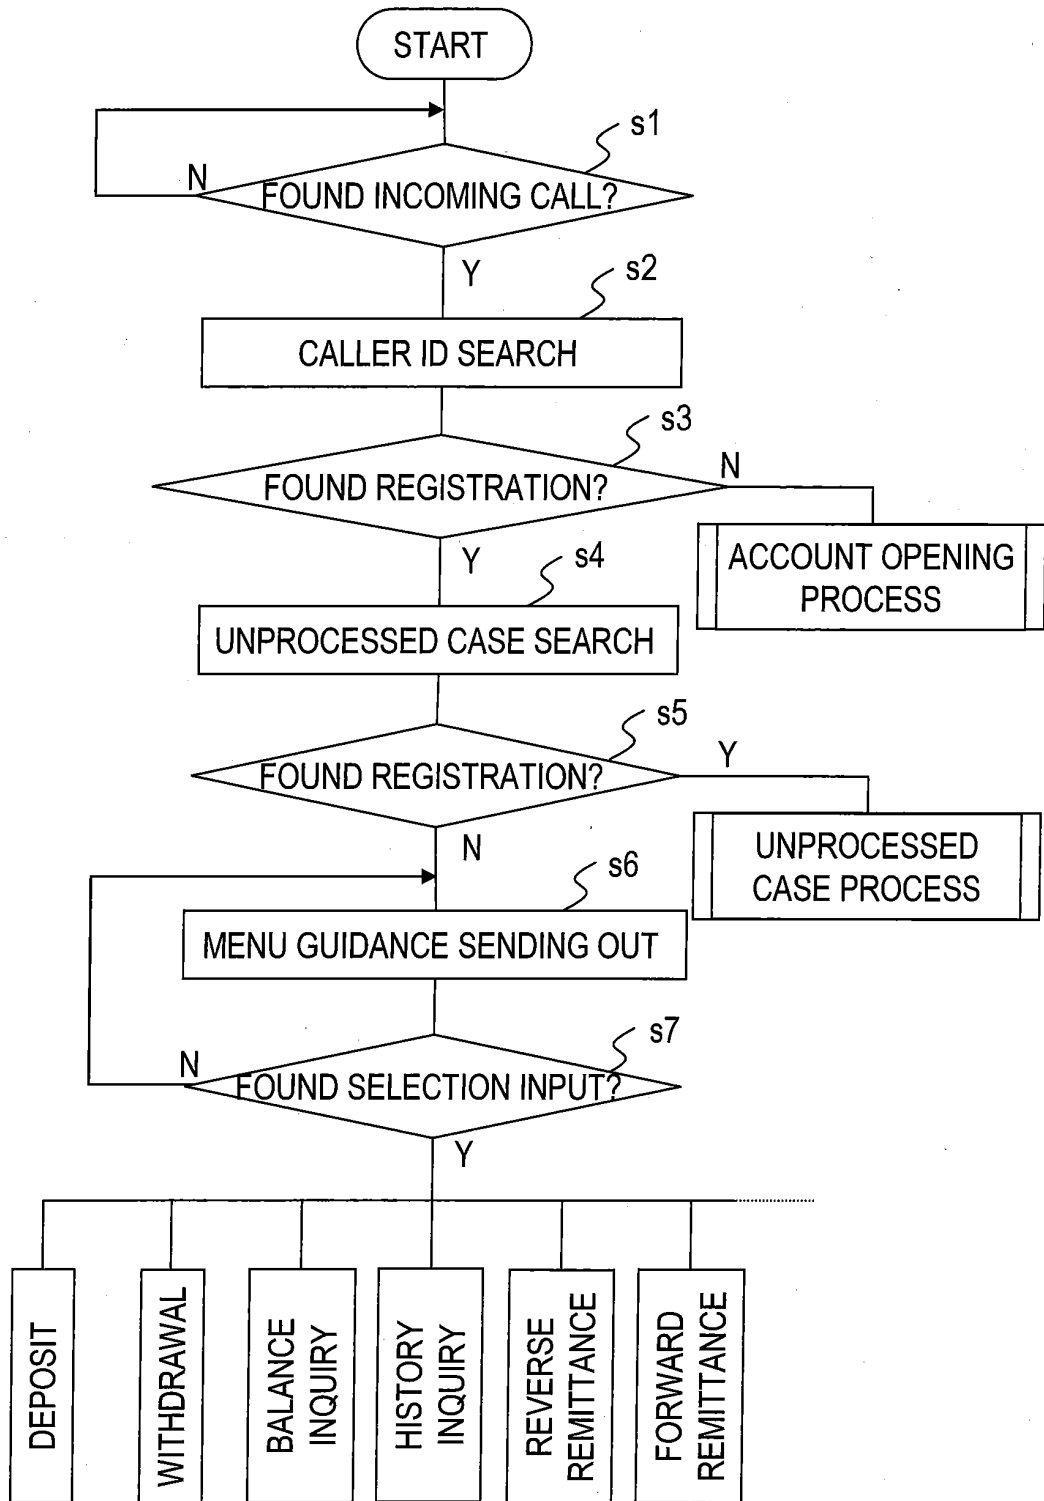 START
s1
N
FOUND INCOMING CALL?
Y
s2
CALLER ID SEARCH
s3
FOUND REGISTRATION?
N
ACCOUNT OPENING
PROCESS
Y
s4
UNPROCESSED CASE SEARCH
s5
FOUND REGISTRATION?
Y
UNPROCESSED
CASE PROCESS
N
s6
MENU GUIDANCE SENDING OUT
s7
N
FOUND SELECTION INPUT?
Y
DEPOSIT
WITHDRAWAL
BALANCE
INQUIRY
HISTORY
INQUIRY
REVERSE
REMITTANCE
FORWARD
REMITTANCE